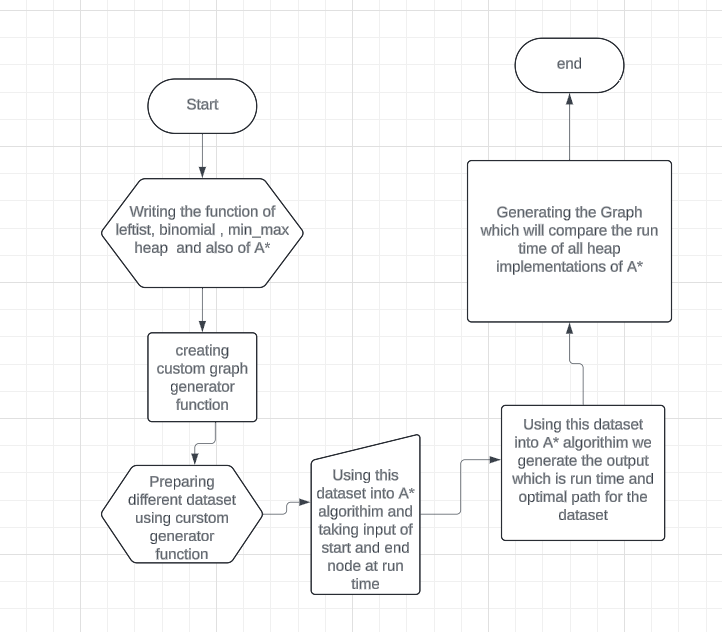 Start
Writing the function of
leftist, binomial , min_max
heap and also of A*
creating
custom graph
generator
function
Preparing
different dataset
using curstom
generator
function
Using this
dataset into A*
algorithim and
taking input of
start and end
node at run
time
Using this dataset
into A* algorithim we
generate the output
which is run time and
optimal path for the
dataset
Generating the Graph
which will compare the run
time of all heap
implementations of A*
end